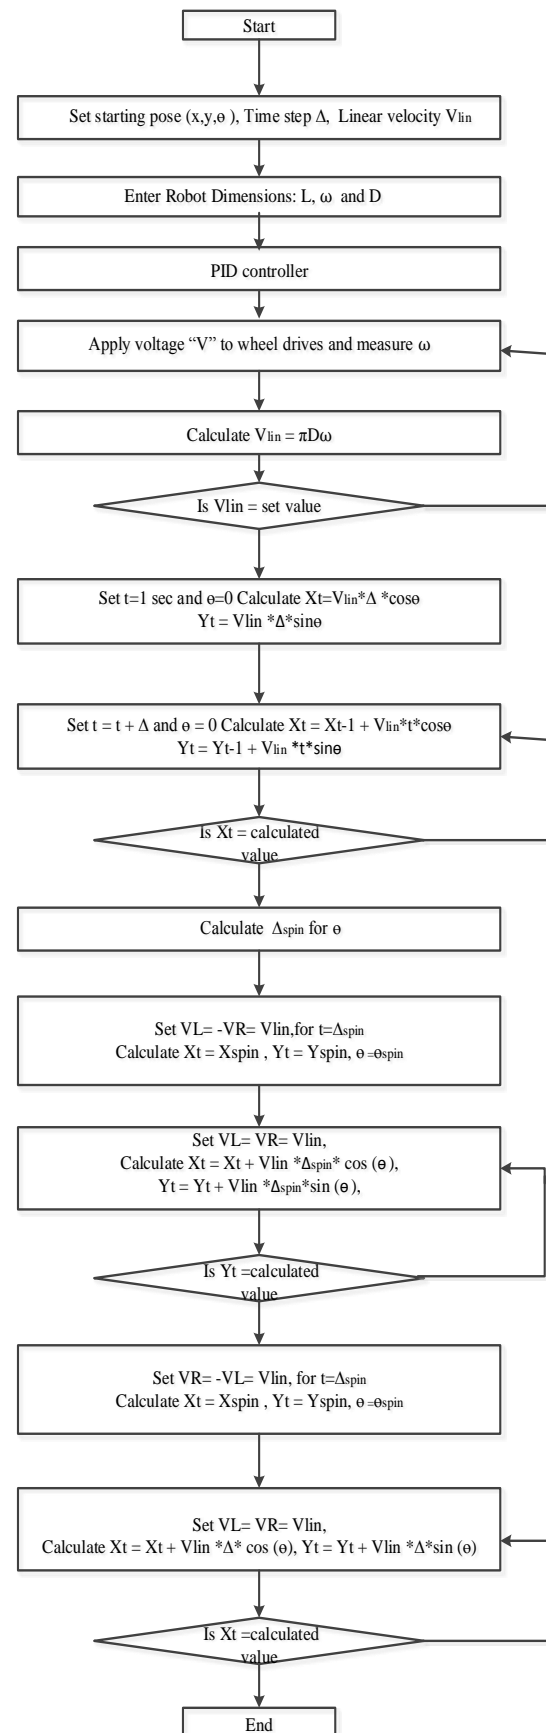 Start
Set starting pose (x,y,ɵ ), Time step Δ, Linear velocity Vlin
Enter Robot Dimensions: L, ω and D
PID controller
Apply voltage “V” to wheel drives and measure ω
Calculate Vlin = πDω
Is Vlin = set value
Set t=1 sec and ɵ=0 Calculate Xt=Vlin*Δ *cosɵ
Yt = Vlin *Δ*sinɵ
Set t = t + Δ and ɵ = 0 Calculate Xt = Xt-1 + Vlin*t*cosɵ
Yt = Yt-1 + Vlin *t*sinɵ
Is Xt = calculated
value
Calculate Δspin for ɵ
Set VL= -VR= Vlin,for t=Δspin
Calculate Xt = Xspin , Yt = Yspin, ɵ =ɵspin
Set VL= VR= Vlin,
Calculate Xt = Xt + Vlin *Δspin* cos (ɵ),
Yt = Yt + Vlin *Δspin*sin (ɵ),
Is Yt =calculated
value
Set VR= -VL= Vlin, for t=Δspin
Calculate Xt = Xspin , Yt = Yspin, ɵ =ɵspin
Set VL= VR= Vlin,
Calculate Xt = Xt + Vlin *Δ* cos (ɵ), Yt = Yt + Vlin *Δ*sin (ɵ)
Is Xt =calculated
value
End